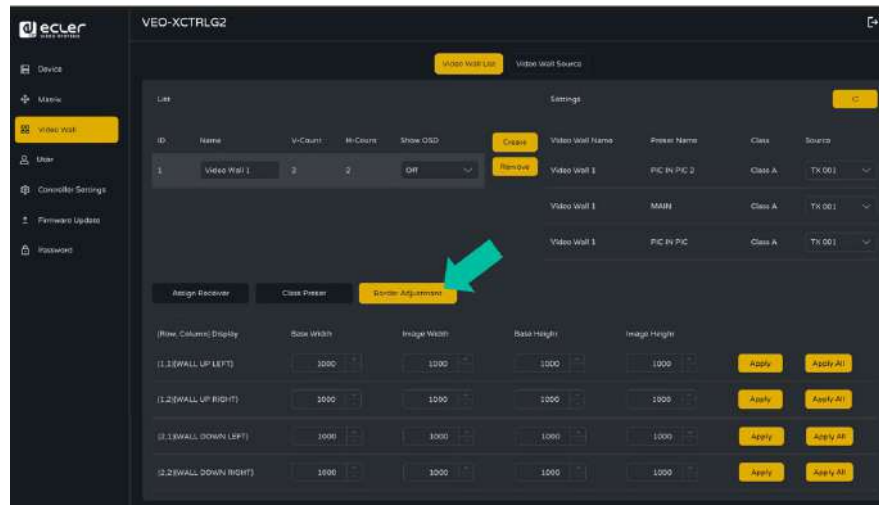 ecler
VIDEO SYSTEMS
VEO-XCTRLG2
Device
Matrix
Video Wall
User
Controller Settings
Firmware Update
Password
Video Wall List Video Wall Source
List
ID Name V-Count H-Count Show OSD
1 Video Wall 1 2 2 Off
Create
Remove
Settings
Video Wall Name Preset Name Class Source
Video Wall 1 PIC IN PIC 2 Class A TX 001
Video Wall 1 MAIN Class A TX 001
Video Wall 1 PIC IN PIC Class A TX 001
Assign Receiver Class Preset Border Adjustment
(Row, Column) Display Base Width Image Width Base Height Image Height
(1,1)(WALL UP LEFT) 1000 1000 1000 1000 Apply Apply All
(1,2)(WALL UP RIGHT) 1000 1000 1000 1000 Apply Apply All
(2,1)(WALL DOWN LEFT) 1000 1000 1000 1000 Apply Apply All
(2,2)(WALL DOWN RIGHT) 1000 1000 1000 1000 Apply Apply All